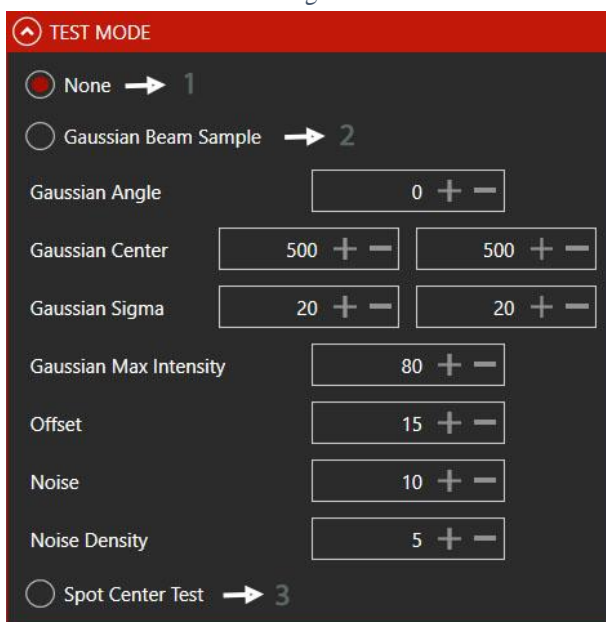 TEST MODE
None 1
Gaussian Beam Sample 2
Gaussian Angle 0
Gaussian Center 500 500
Gaussian Sigma 20 20
Gaussian Max Intensity 80
Offset 15
Noise 10
Noise Density 5
Spot Center Test 3